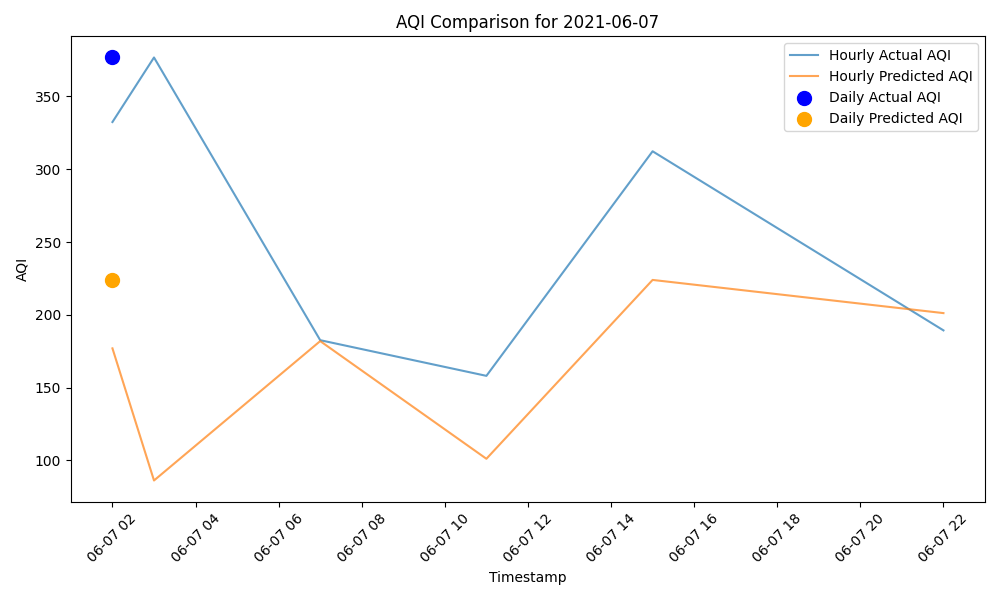 AQI Comparison for 2021-06-07
Hourly Actual AQI
Hourly Predicted AQI
Daily Actual AQI
Daily Predicted AQI
AQI
350
300
250
200
150
100
06-07 02
06-07 04
06-07 06
06-07 08
06-07 10
06-07 12
06-07 14
06-07 16
06-07 18
06-07 20
06-07 22
Timestamp